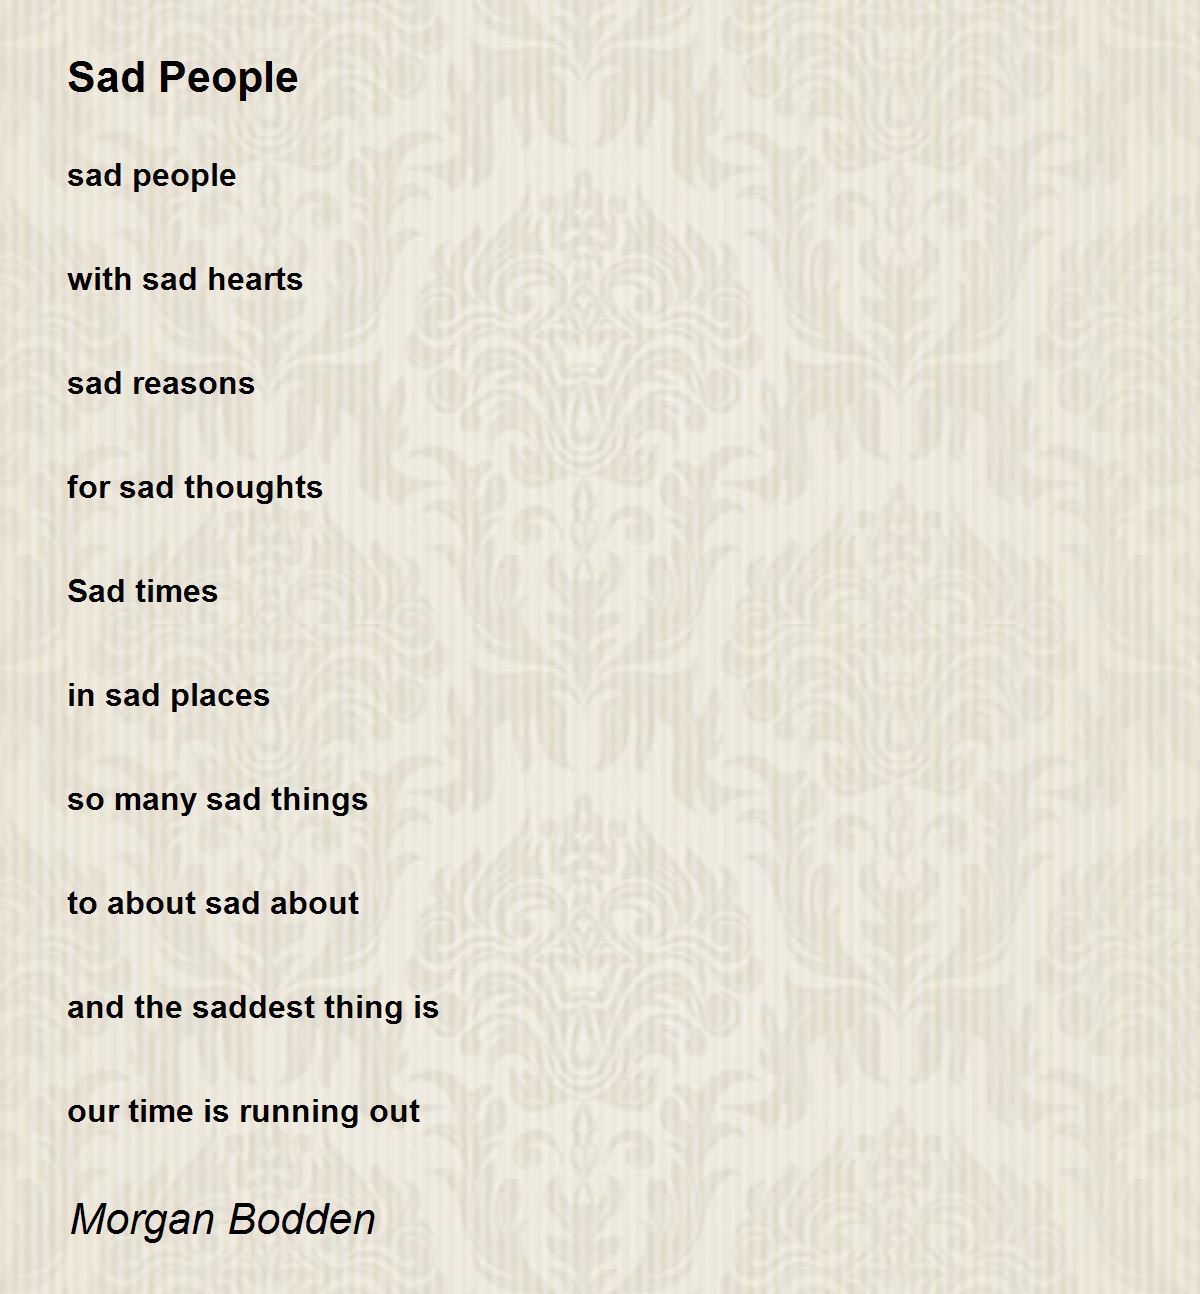 Sad People
sad people
with sad hearts
sad reasons
for sad thoughts
Sad times
in sad places
so many sad things
to about sad about
and the saddest thing is
our time is running out
Morgan Bodden